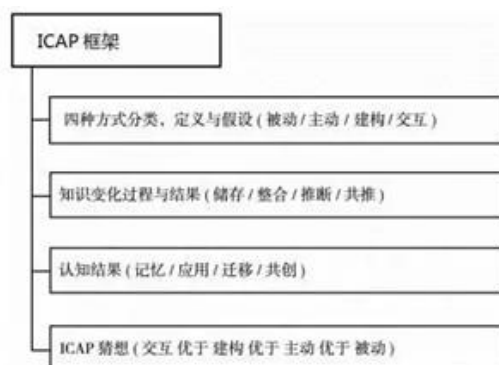 ICAP 框架
四种方式分类、定义与假设 ( 被动 / 主动 / 建构 / 交互 )
知识变化过程与结果 ( 储存 / 整合 / 推断 / 共推 )
认知结果 ( 记忆 / 应用 / 迁移 / 共创 )
ICAP 猜想 ( 交互 优于 建构 优于 主动 优于 被动 )